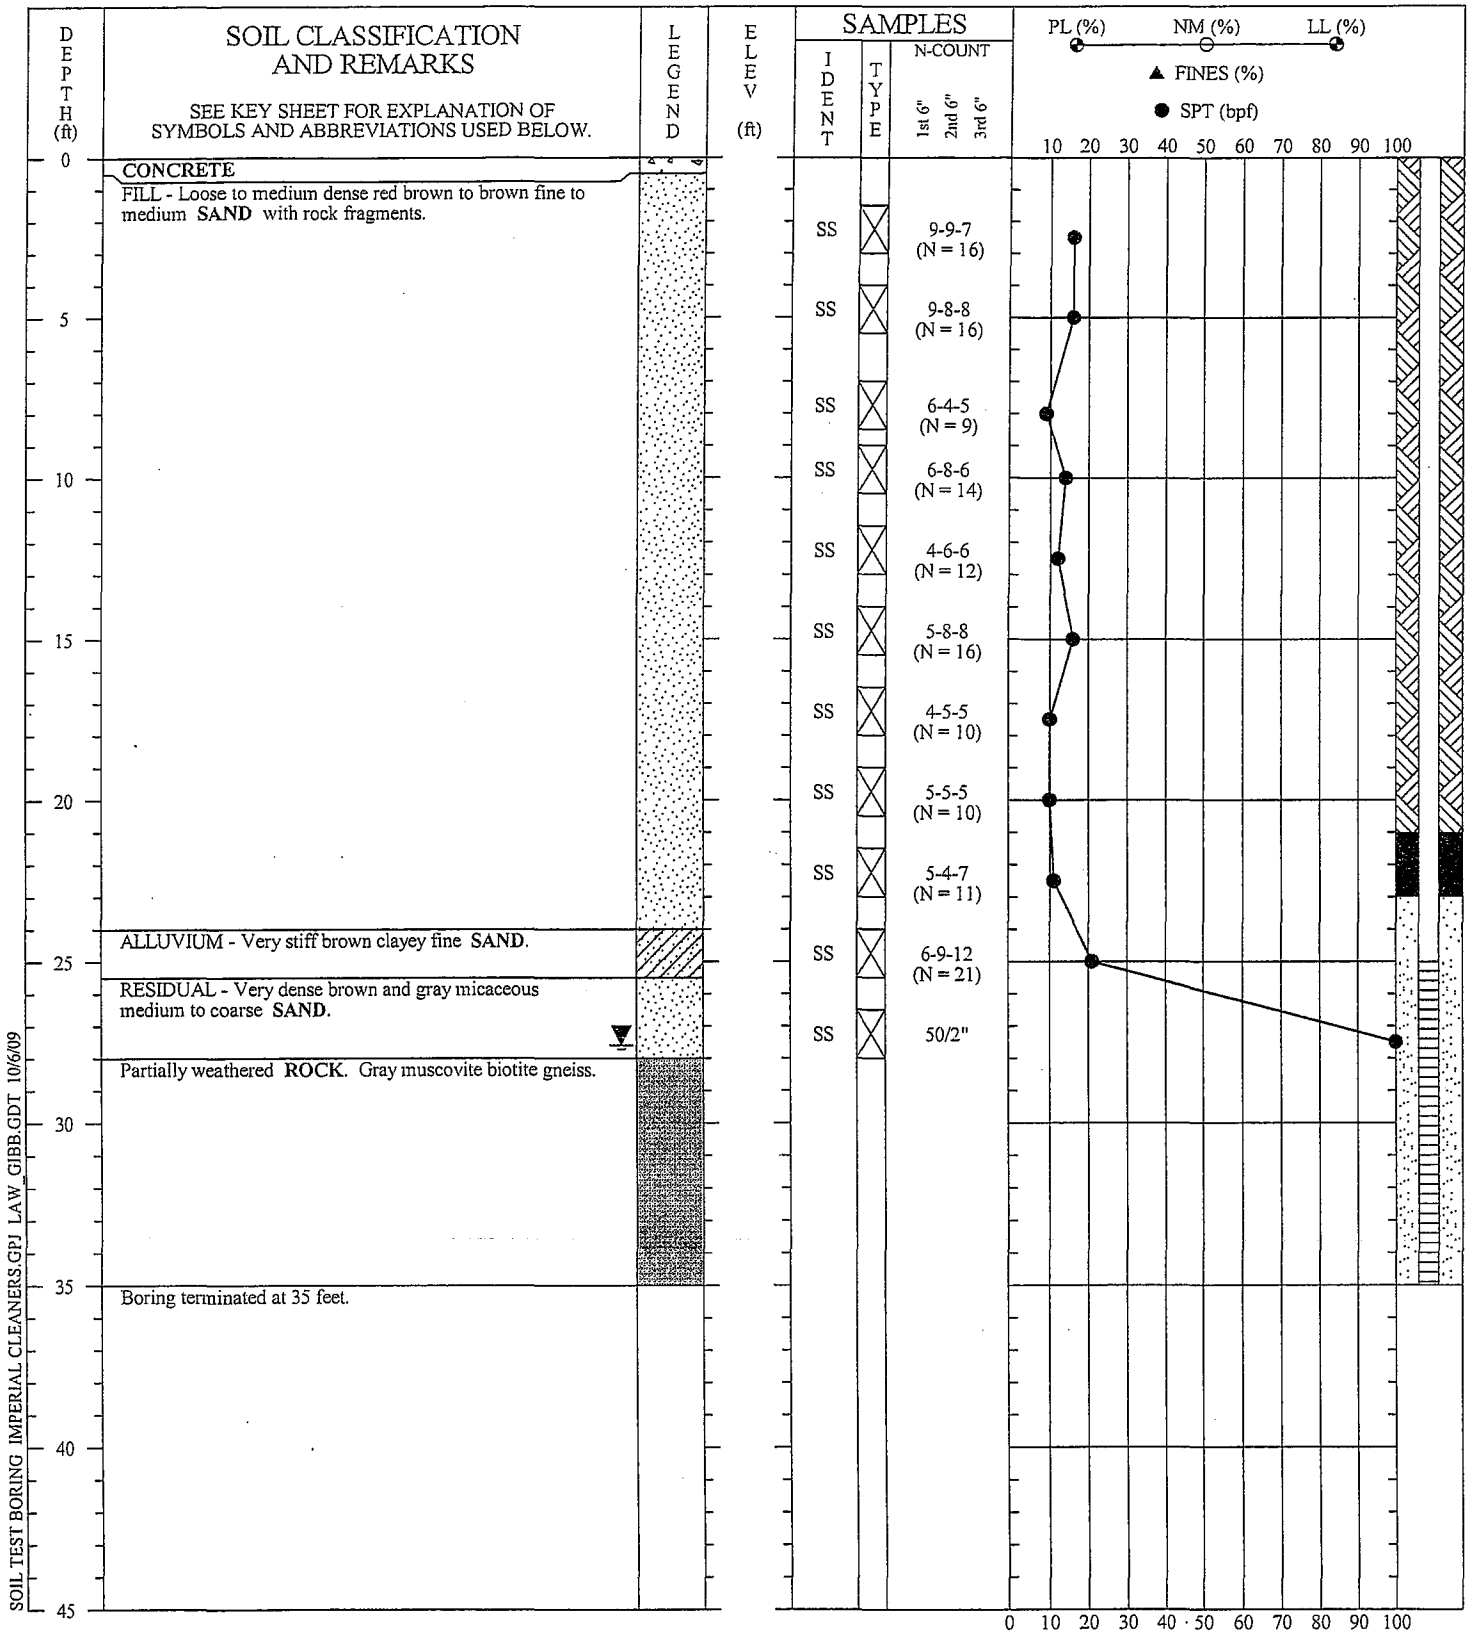 DEPTH (ft)
SOIL CLASSIFICATION
AND REMARKS
SEE KEY SHEET FOR EXPLANATION OF
SYMBOLS AND ABBREVIATIONS USED BELOW.
LEGEND
ELEV (ft)
SAMPLES
IDENT
TYPE
N-COUNT
1st 6"
2nd 6"
3rd 6"
PL (%) NM (%) LL (%)
FINES (%)
SPT (bpf)
10 20 30 40 50 60 70 80 90 100
0
CONCRETE
FILL - Loose to medium dense red brown to brown fine to
medium SAND with rock fragments.
SS 9-9-7
(N = 16)
5
SS 9-8-8
(N = 16)
SS 6-4-5
(N = 9)
10
SS 6-8-6
(N = 14)
SS 4-6-6
(N = 12)
15
SS 5-8-8
(N = 16)
SS 4-5-5
(N = 10)
20
SS 5-5-5
(N = 10)
SS 5-4-7
(N = 11)
ALLUVIUM - Very stiff brown clayey fine SAND.
25
SS 6-9-12
(N = 21)
RESIDUAL - Very dense brown and gray micaceous
medium to coarse SAND.
SS 50/2"
Partially weathered ROCK. Gray muscovite biotite gneiss.
30
35
Boring terminated at 35 feet.
40
45
0 10 20 30 40 50 60 70 80 90 100
SOIL TEST BORING IMPERIAL CLEANERS.GPJ LAW_GIBB.GDT 10/6/09